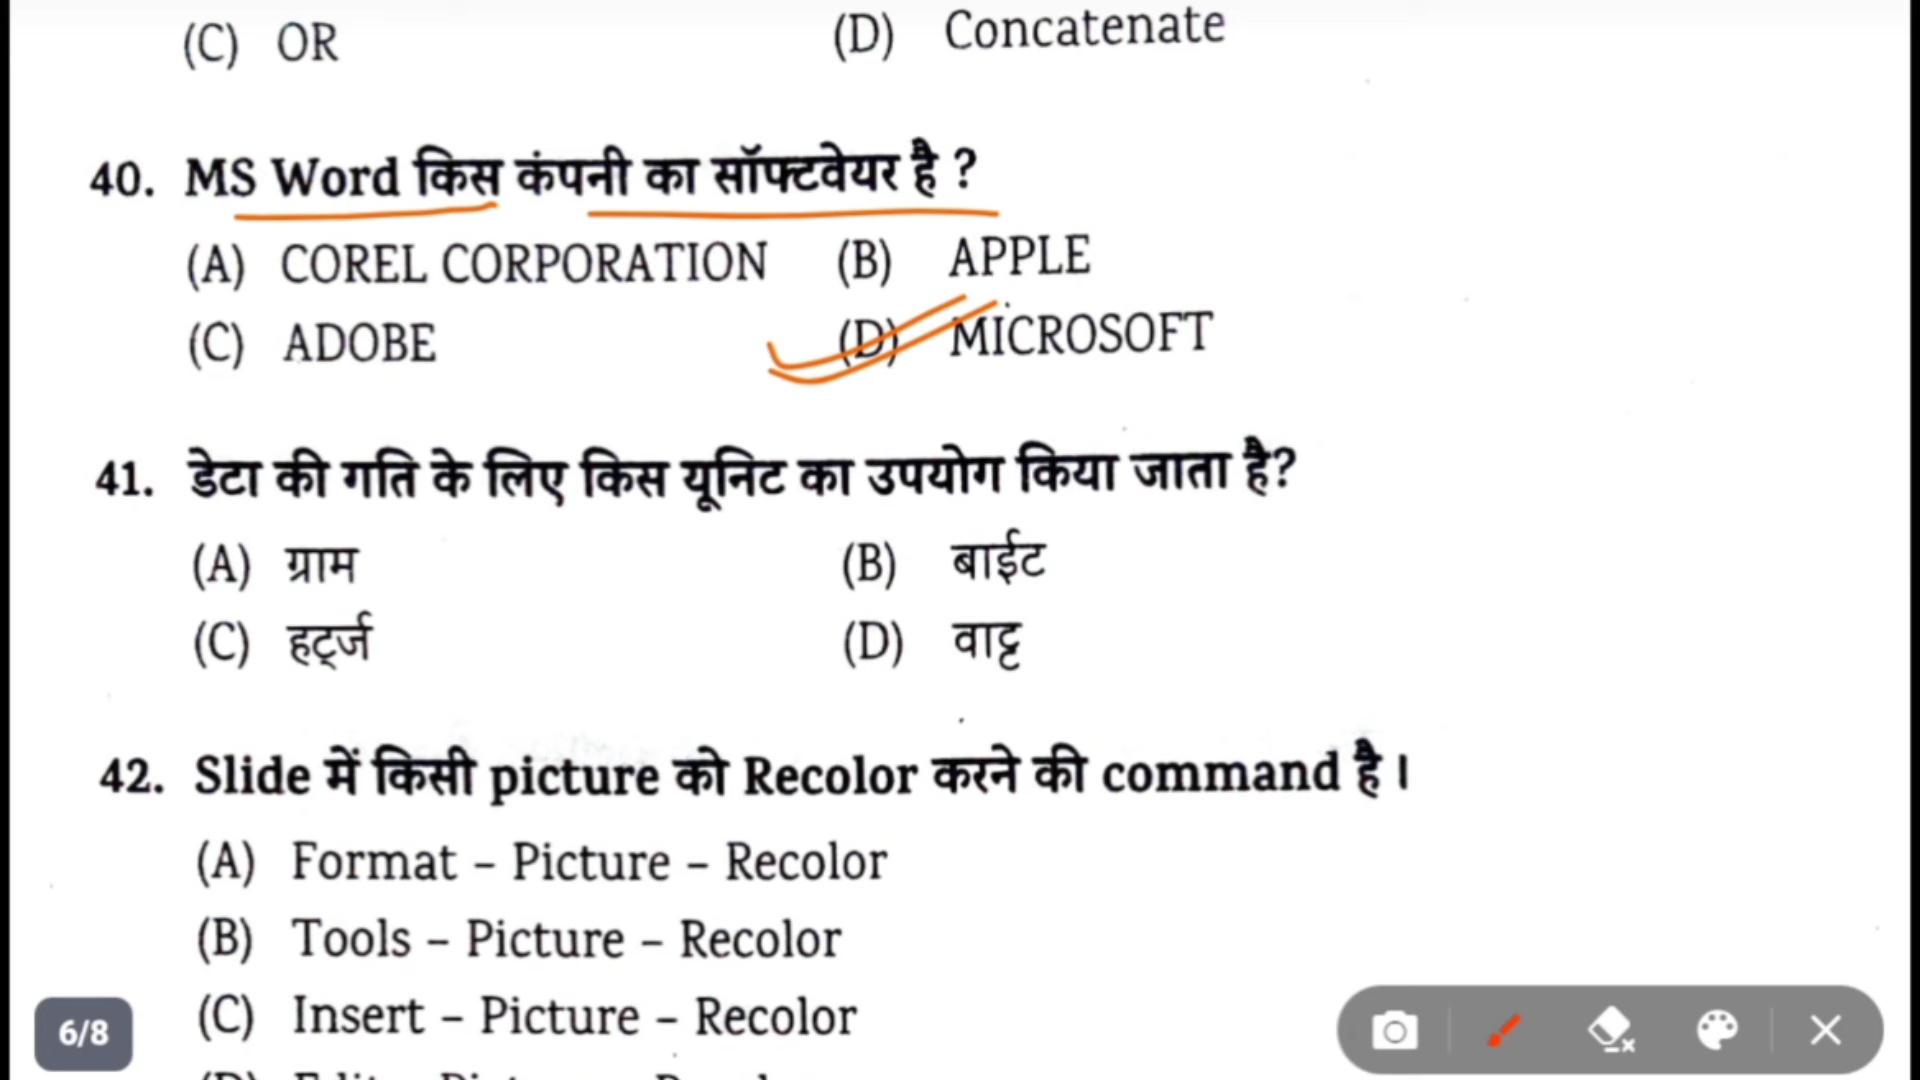 (C) OR (D) Concatenate
40. MS Word किस कंपनी का सॉफ्टवेयर है ?
(A) COREL CORPORATION (B) APPLE
(C) ADOBE (D) MICROSOFT
41. डेटा की गति के लिए किस यूनिट का उपयोग किया जाता है?
(A) ग्राम (B) बाईट
(C) हर्ट्ज (D) वाट्ट
42. Slide में किसी picture को Recolor करने की command है ।
(A) Format – Picture – Recolor
(B) Tools – Picture – Recolor
(C) Insert – Picture – Recolor
6/8